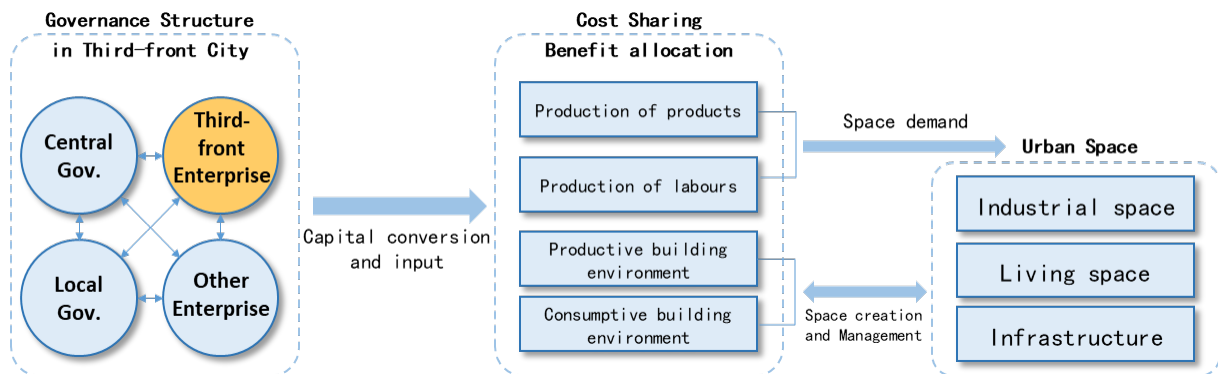 Governance Structure
in Third-front City
Central
Gov.
Third-
front
Enterprise
Local
Gov.
Other
Enterprise
Capital conversion
and input
Cost Sharing
Benefit allocation
Production of products
Production of labours
Productive building
environment
Consumptive building
environment
Space demand
Space creation
and Management
Urban Space
Industrial space
Living space
Infrastructure